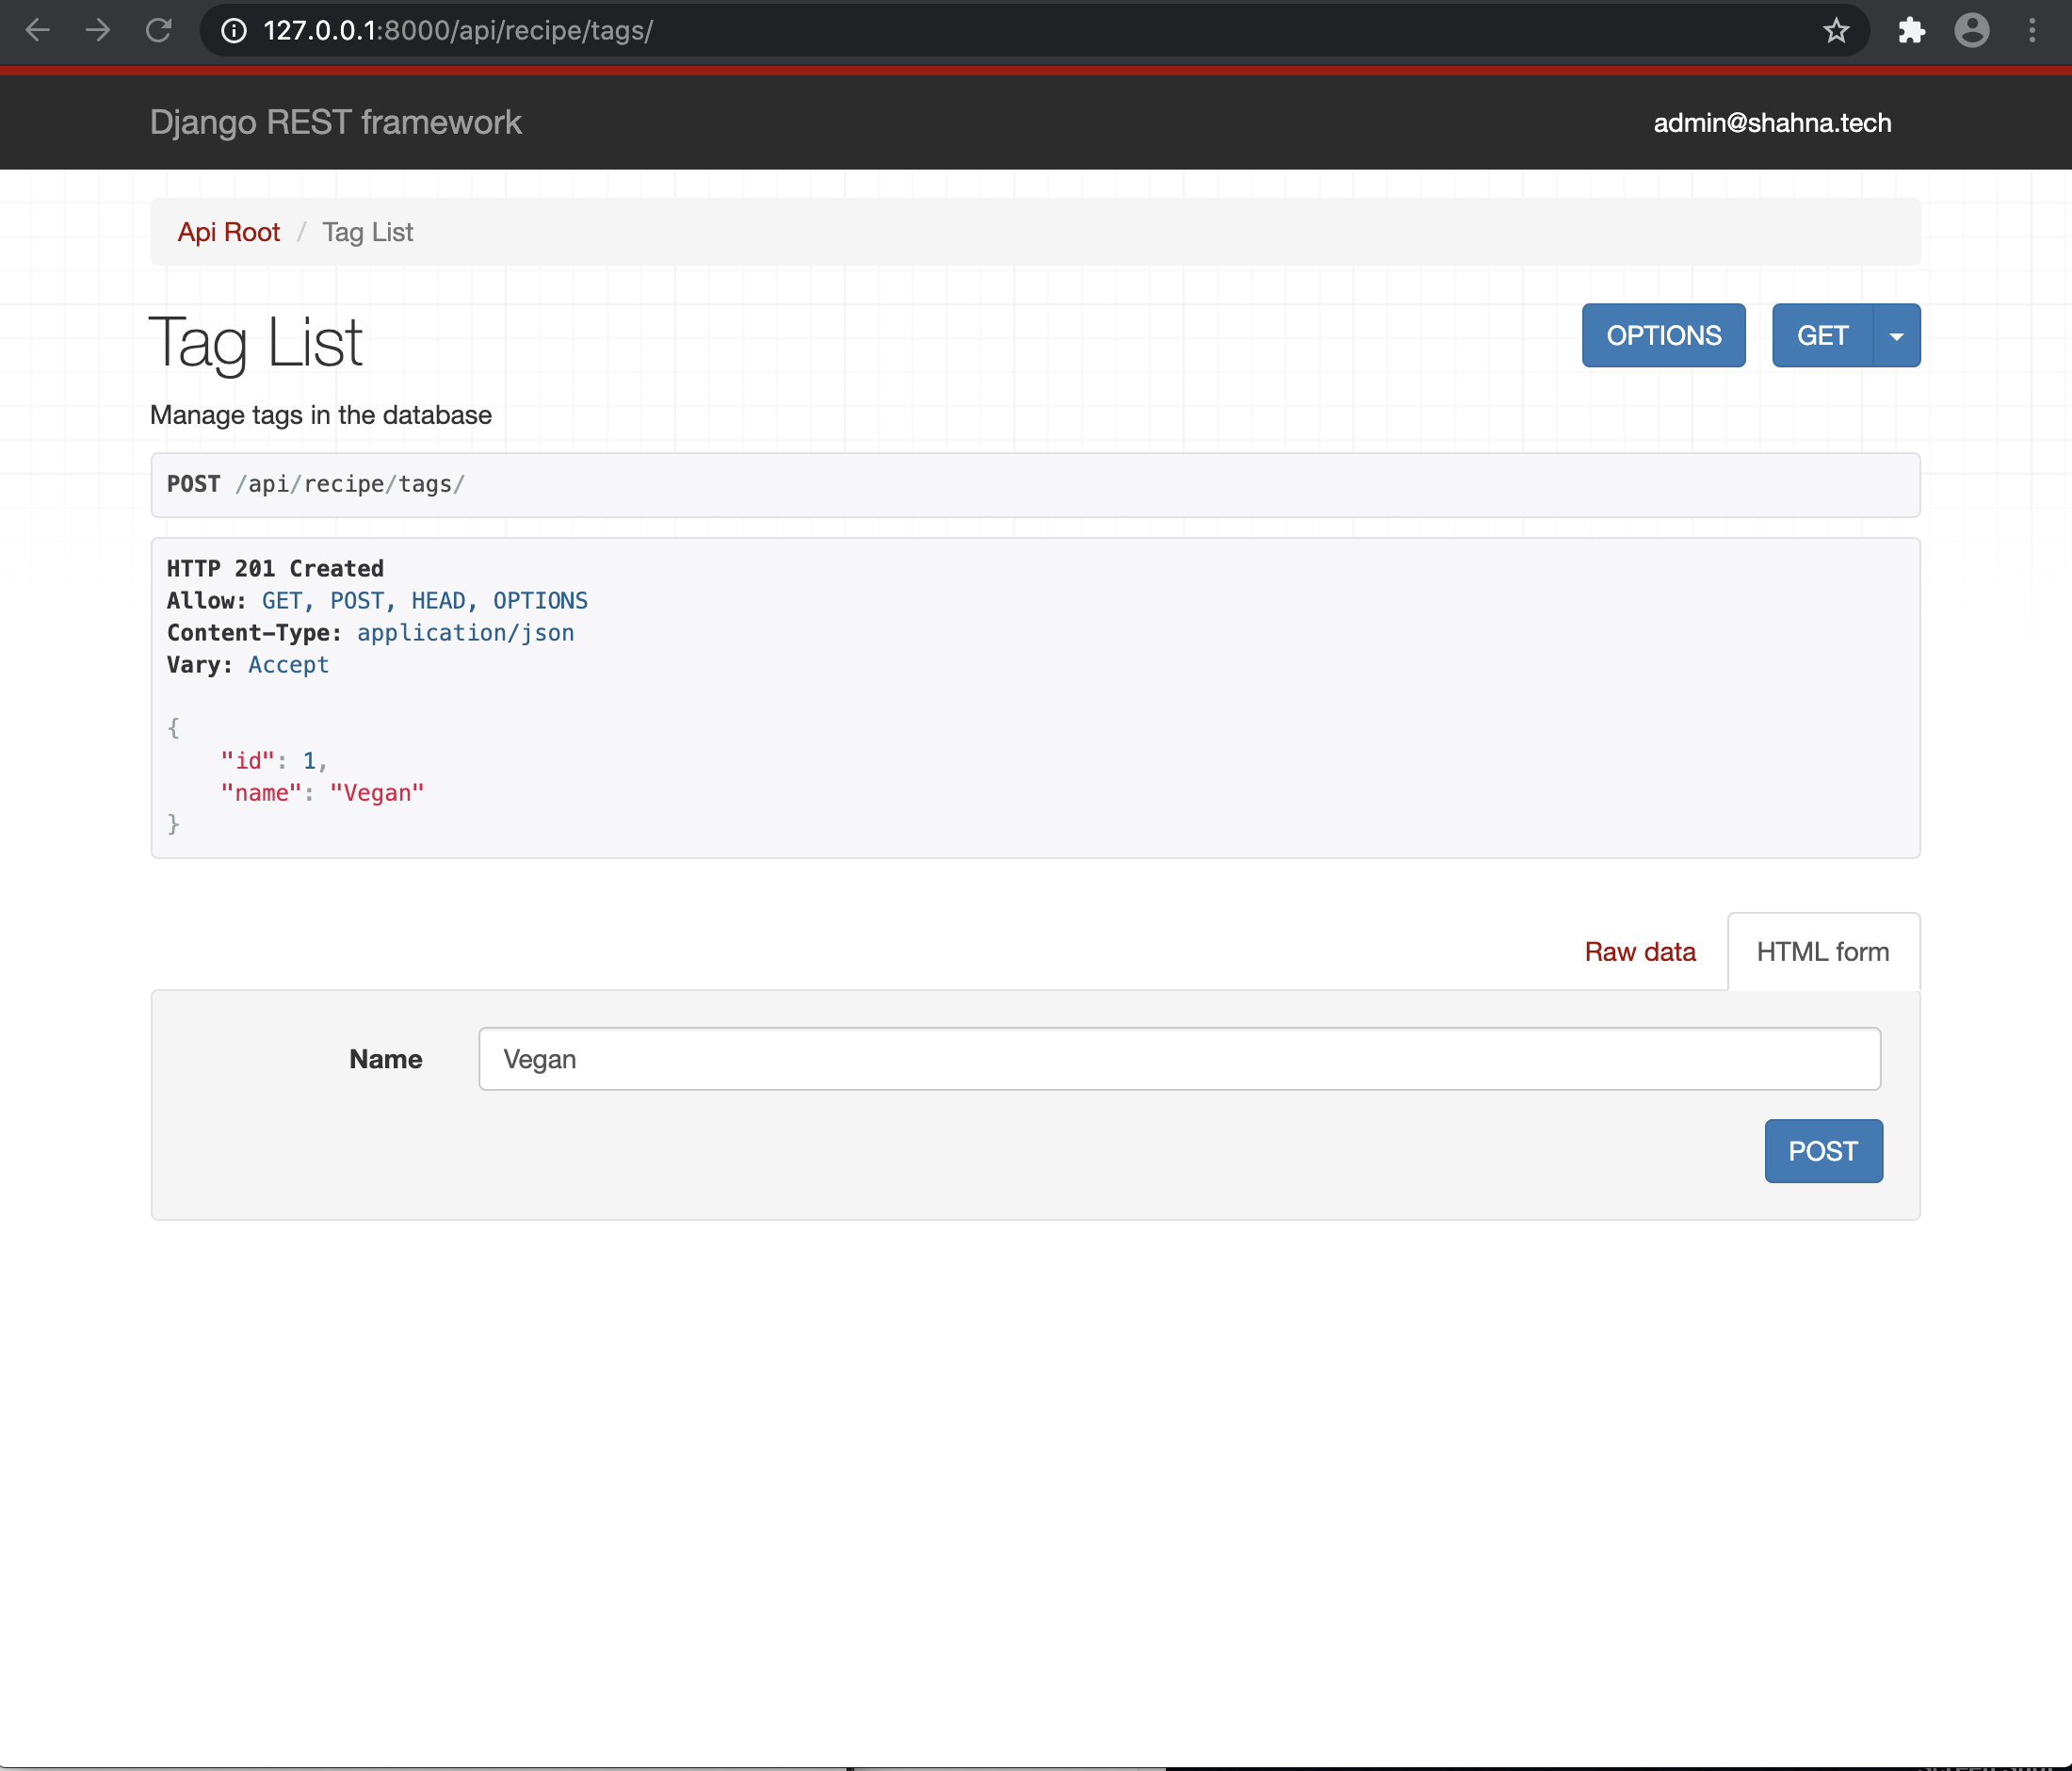 127.0.0.1:8000/api/recipe/tags/
Django REST framework
admin@shahna.tech
Api Root / Tag List
Tag List
OPTIONS
GET
Manage tags in the database
POST /api/recipe/tags/
HTTP 201 Created
Allow: GET, POST, HEAD, OPTIONS
Content-Type: application/json
Vary: Accept
{
    "id": 1,
    "name": "Vegan"
}
Raw data
HTML form
Name
Vegan
POST